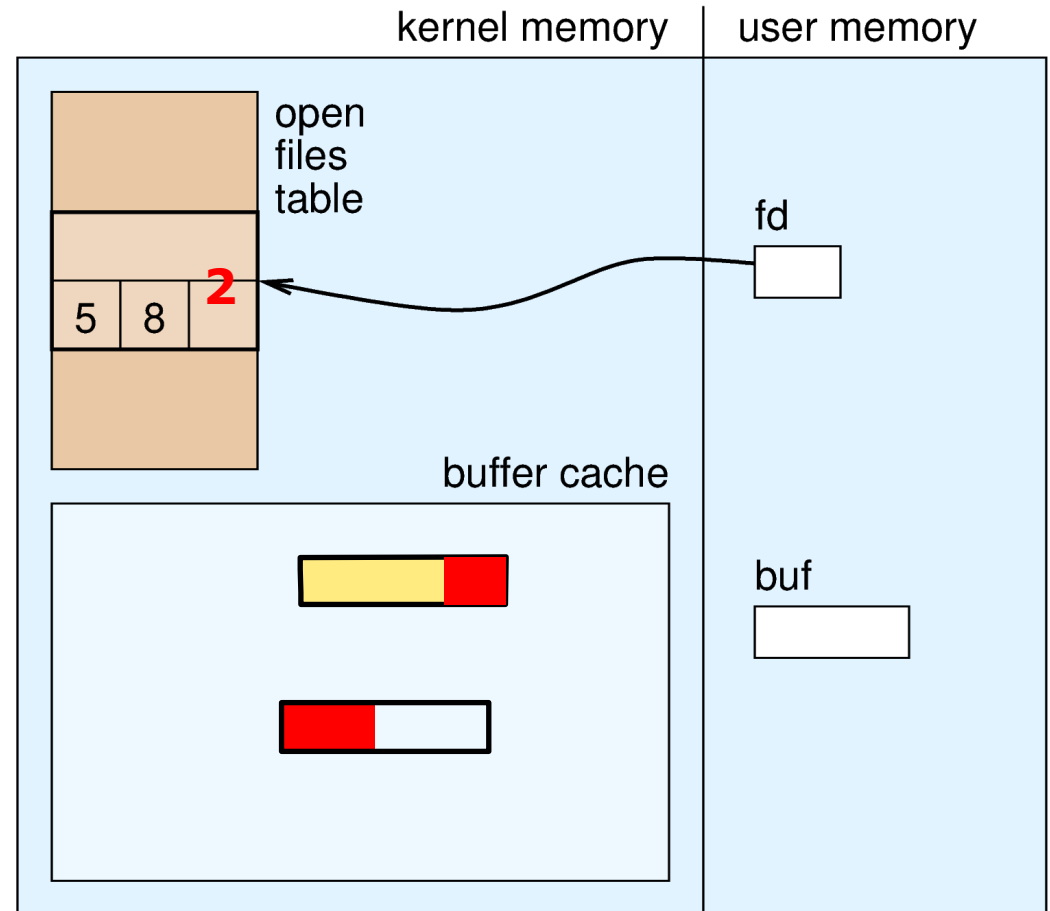 kernel memory
user memory
open
files
table
fd
2
5
8
buffer cache
buf